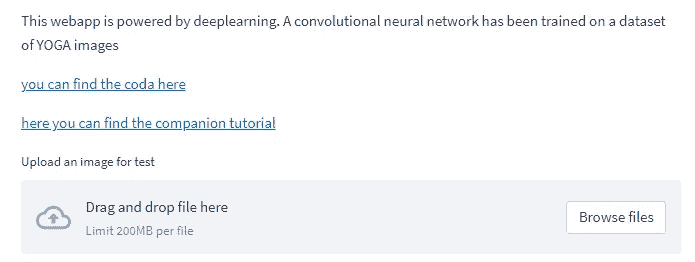 This webapp is powered by deeplearning. A convolutional neural network has been trained on a dataset
of YOGA images
you can find the coda here
here you can find the companion tutorial
Upload an image for test
Drag and drop file here
Limit 200MB per file
Browse files